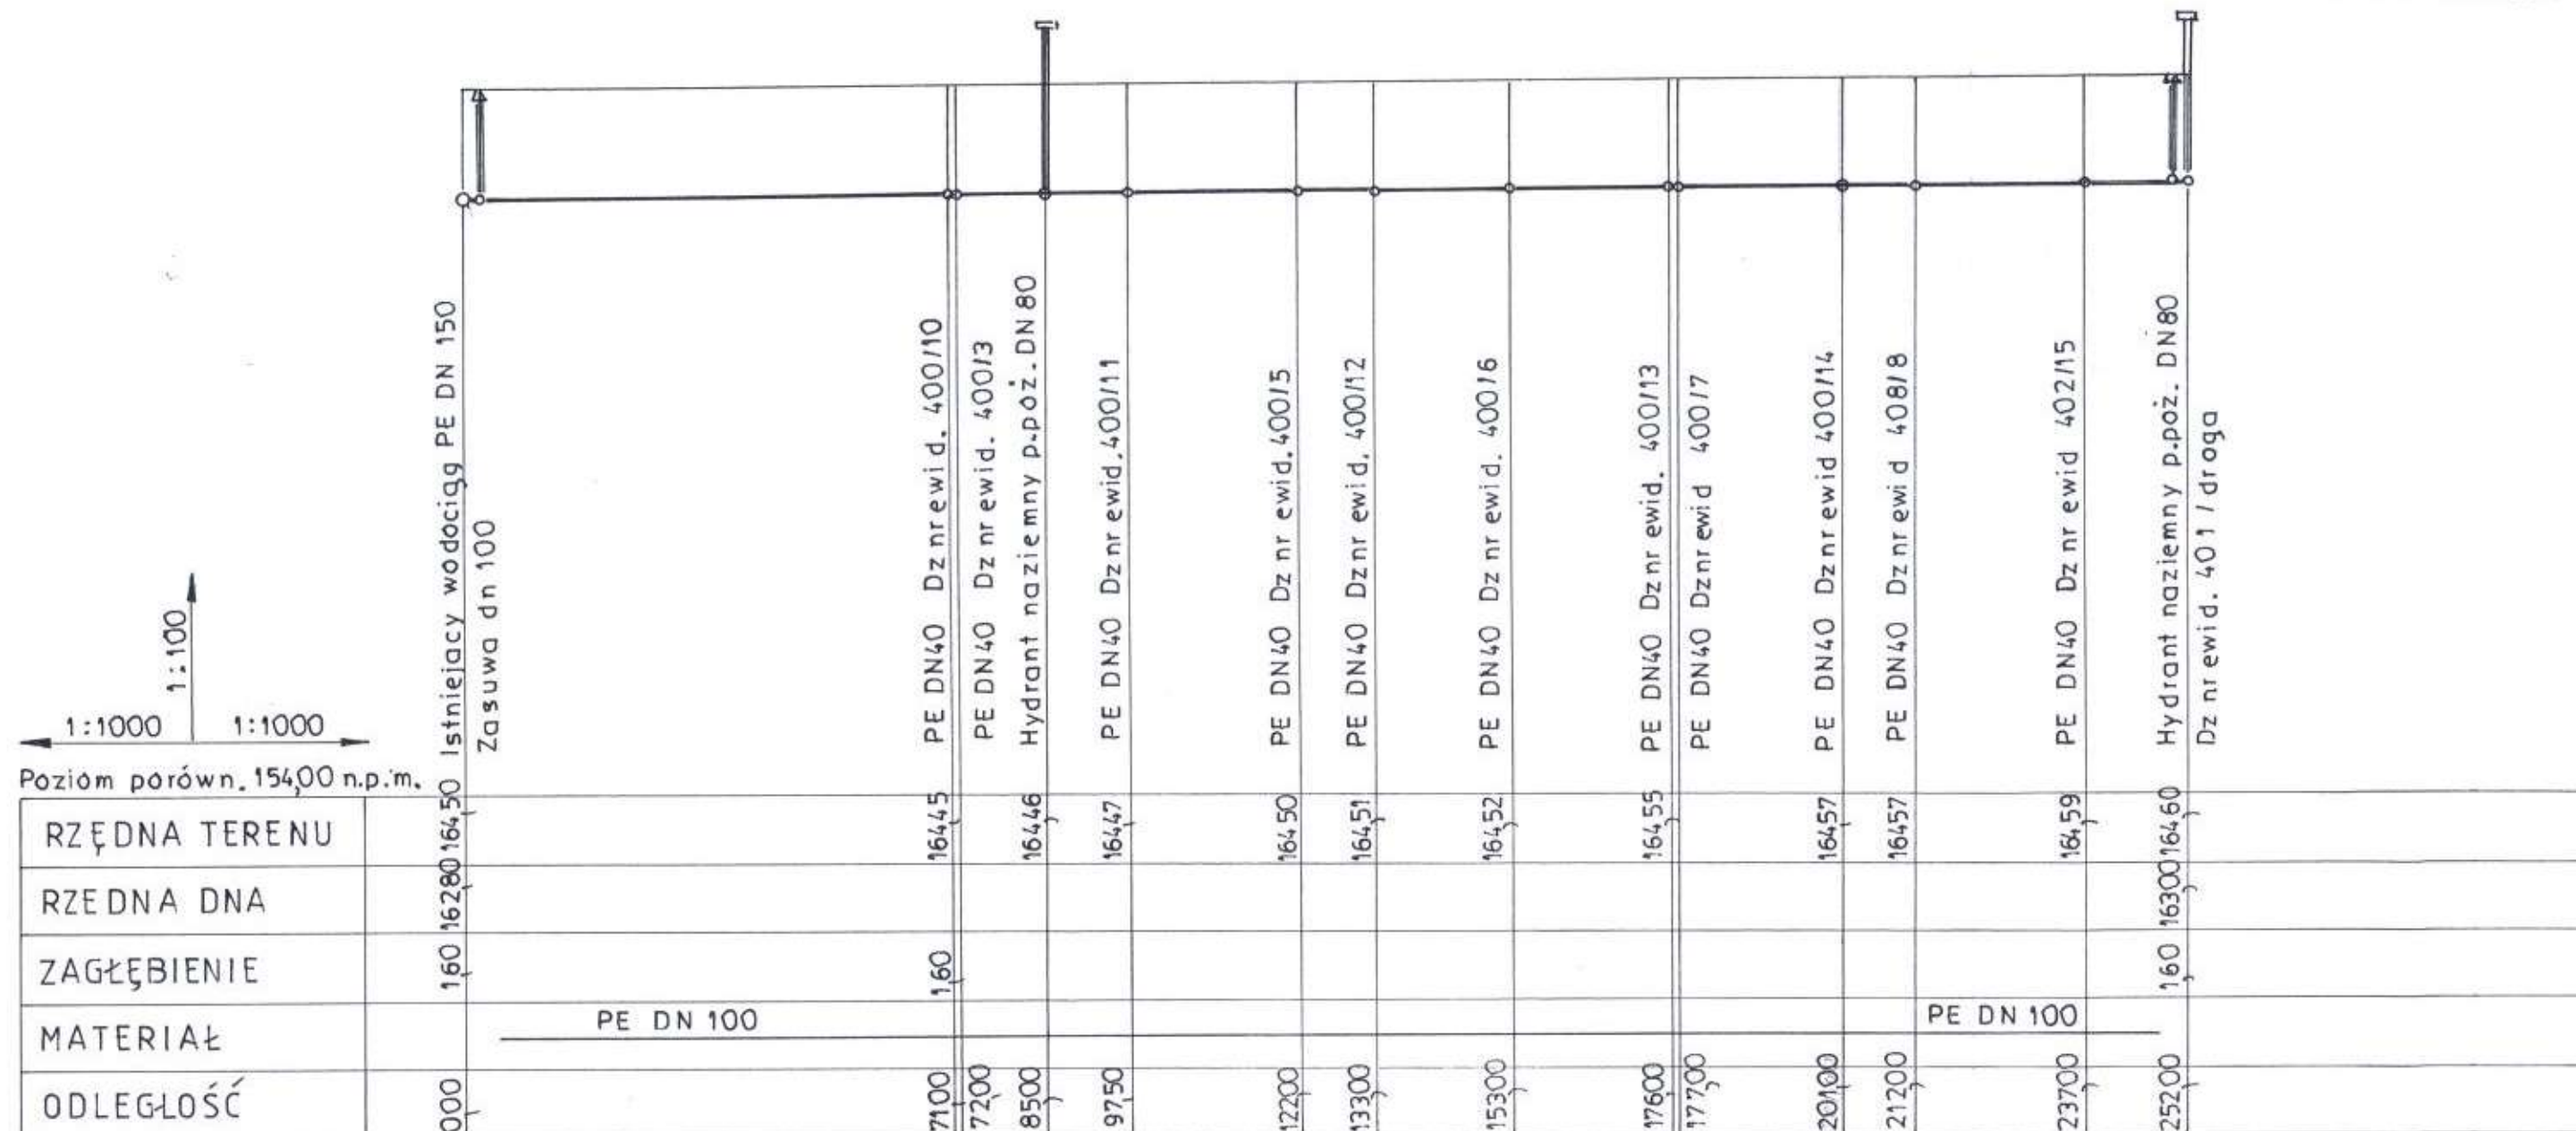 Istniejacy wodociąg PE DN 150
Zasuwa dn 100
PE DN40 Dz nr ewid. 400/10
PE DN40 Dz nr ewid. 400/3
Hydrant naziemny p.poż. DN 80
PE DN40 Dz nr ewid. 400/11
PE DN40 Dz nr ewid. 400/5
PE DN40 Dz nr ewid. 400/12
PE DN40 Dz nr ewid. 400/6
PE DN40 Dz nr ewid. 400/13
PE DN40 Dz nr ewid 400/7
PE DN40 Dz nr ewid 400/14
PE DN40 Dz nr ewid 408/8
PE DN40 Dz nr ewid 402/15
Hydrant naziemny p.poż. DN80
Dz nr ewid. 401 / droga
1:100
1:1000 1:1000
Poziom porówn. 154,00 n.p.m.
RZĘDNA TERENU 164,50 164,45 164,46 164,47 164,50 164,51 164,52 164,55 164,57 164,57 164,59 164,60
RZEDNA DNA 162,80 163,00
ZAGŁĘBIENIE 1,60 1,60 1,60
MATERIAŁ PE DN 100 PE DN 100
ODLEGŁOŚĆ 0,00 71,00 72,00 85,00 97,50 122,00 133,00 153,00 176,00 177,00 201,00 212,00 237,00 252,00